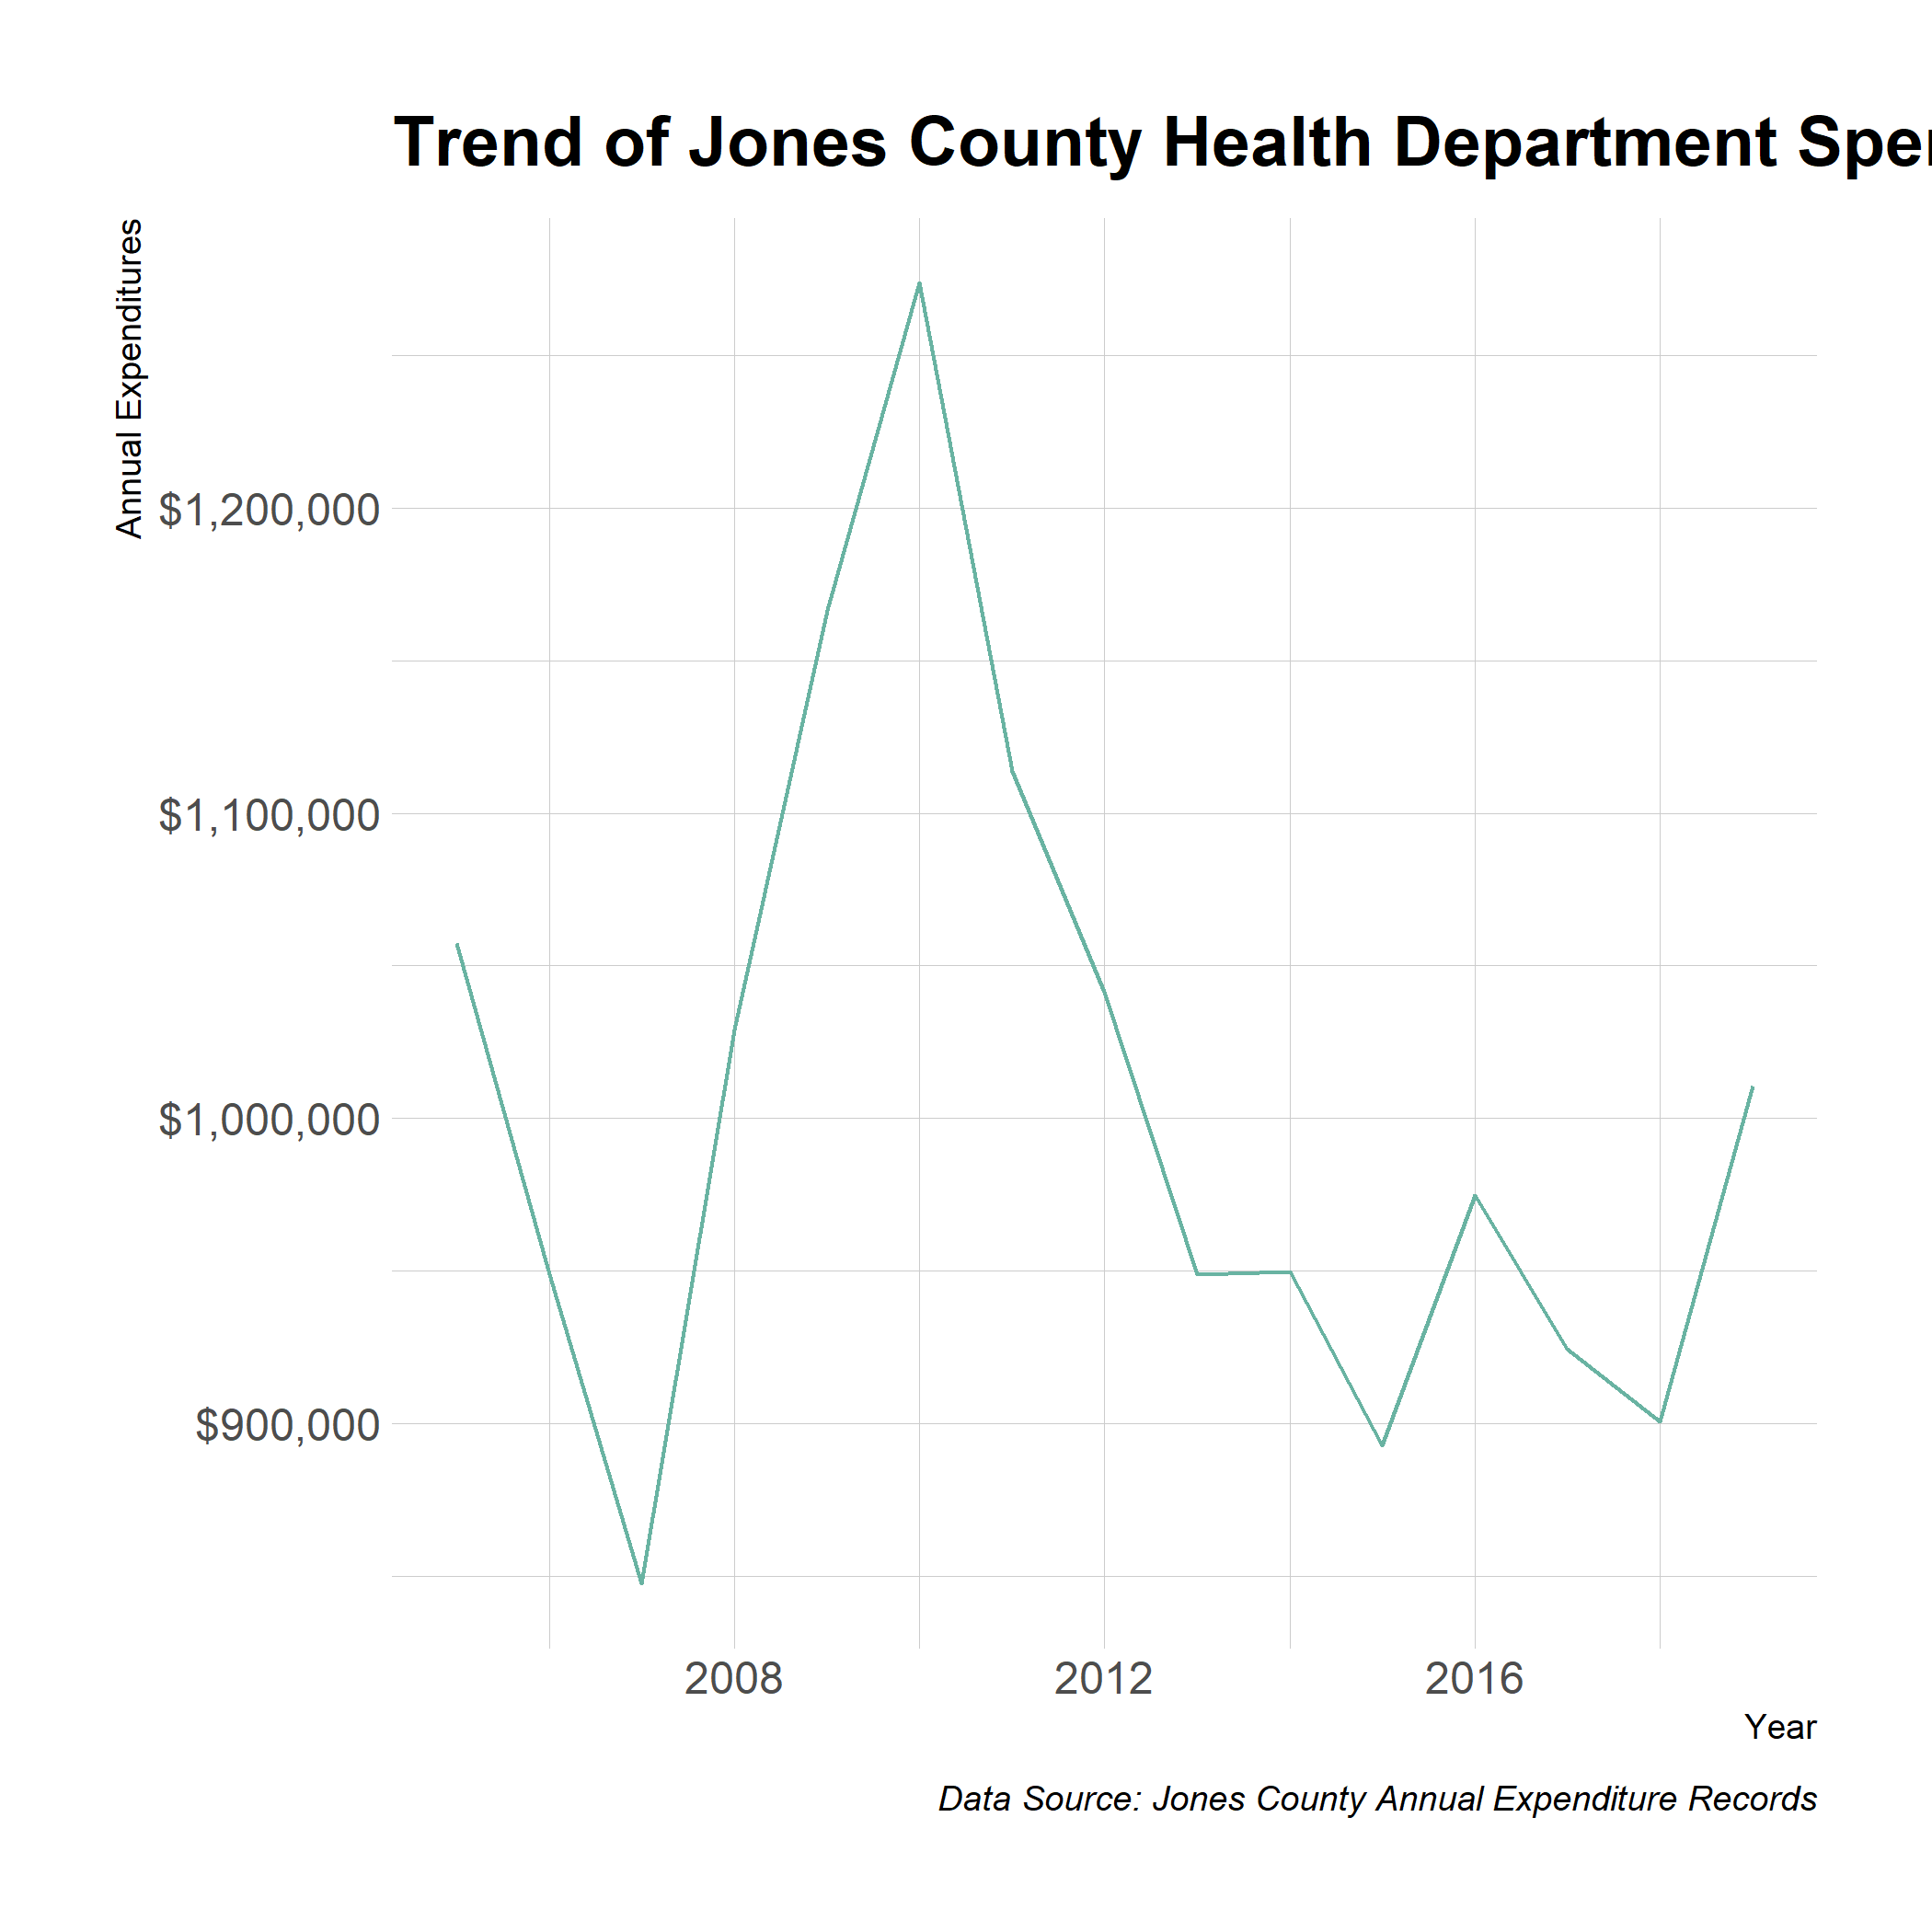 Trend of Jones County Health Department Spe
Annual Expenditures
$1,200,000
$1,100,000
$1,000,000
$900,000
2008 2012 2016
Year
Data Source: Jones County Annual Expenditure Records